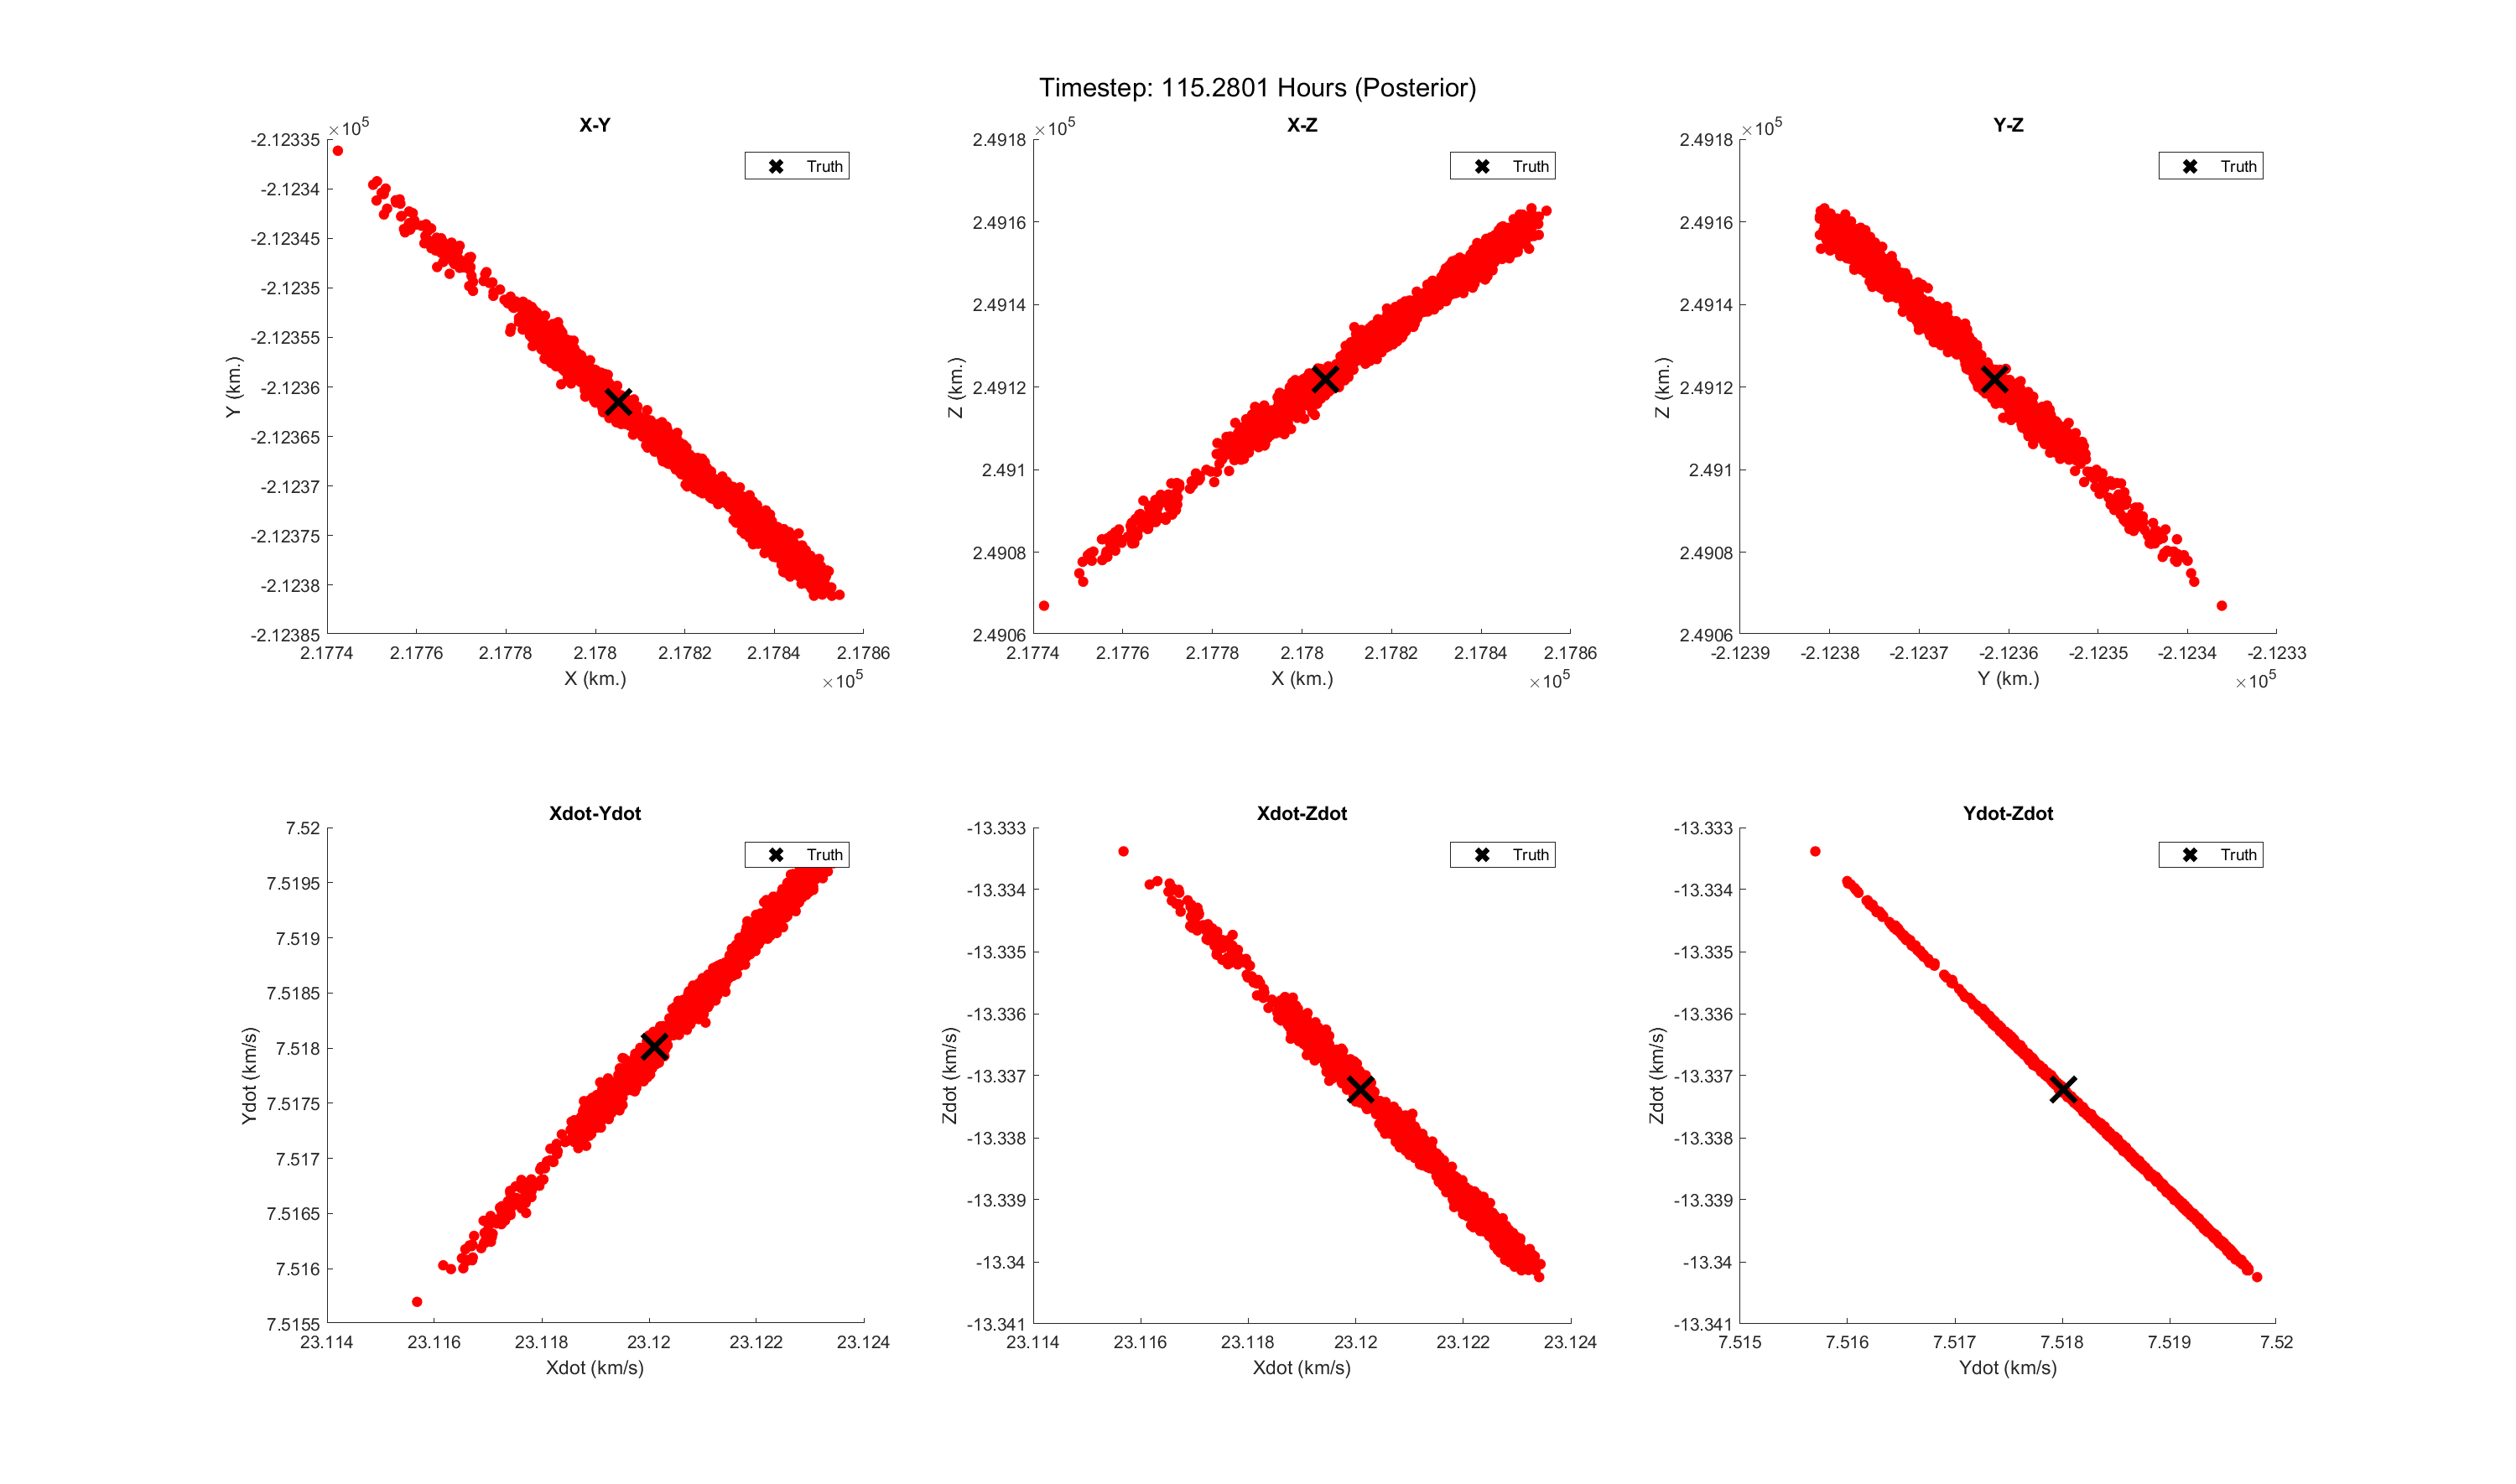 Timestep: 115.2801 Hours (Posterior)
X-Y
×10^5
-2.12335
-2.1234
-2.12345
-2.1235
-2.12355
-2.1236
-2.12365
-2.1237
-2.12375
-2.1238
-2.12385
Y (km.)
Truth
2.1774 2.1776 2.1778 2.178 2.1782 2.1784 2.1786
X (km.)
×10^5
X-Z
×10^5
2.4918
2.4916
2.4914
2.4912
2.491
2.4908
2.4906
Z (km.)
Truth
2.1774 2.1776 2.1778 2.178 2.1782 2.1784 2.1786
X (km.)
×10^5
Y-Z
×10^5
2.4918
2.4916
2.4914
2.4912
2.491
2.4908
2.4906
Z (km.)
Truth
-2.1239 -2.1238 -2.1237 -2.1236 -2.1235 -2.1234 -2.1233
Y (km.)
×10^5
Xdot-Ydot
7.52
7.5195
7.519
7.5185
7.518
7.5175
7.517
7.5165
7.516
7.5155
Ydot (km/s)
Truth
23.114 23.116 23.118 23.12 23.122 23.124
Xdot (km/s)
Xdot-Zdot
-13.333
-13.334
-13.335
-13.336
-13.337
-13.338
-13.339
-13.34
-13.341
Zdot (km/s)
Truth
23.114 23.116 23.118 23.12 23.122 23.124
Xdot (km/s)
Ydot-Zdot
-13.333
-13.334
-13.335
-13.336
-13.337
-13.338
-13.339
-13.34
-13.341
Zdot (km/s)
Truth
7.515 7.516 7.517 7.518 7.519 7.52
Ydot (km/s)